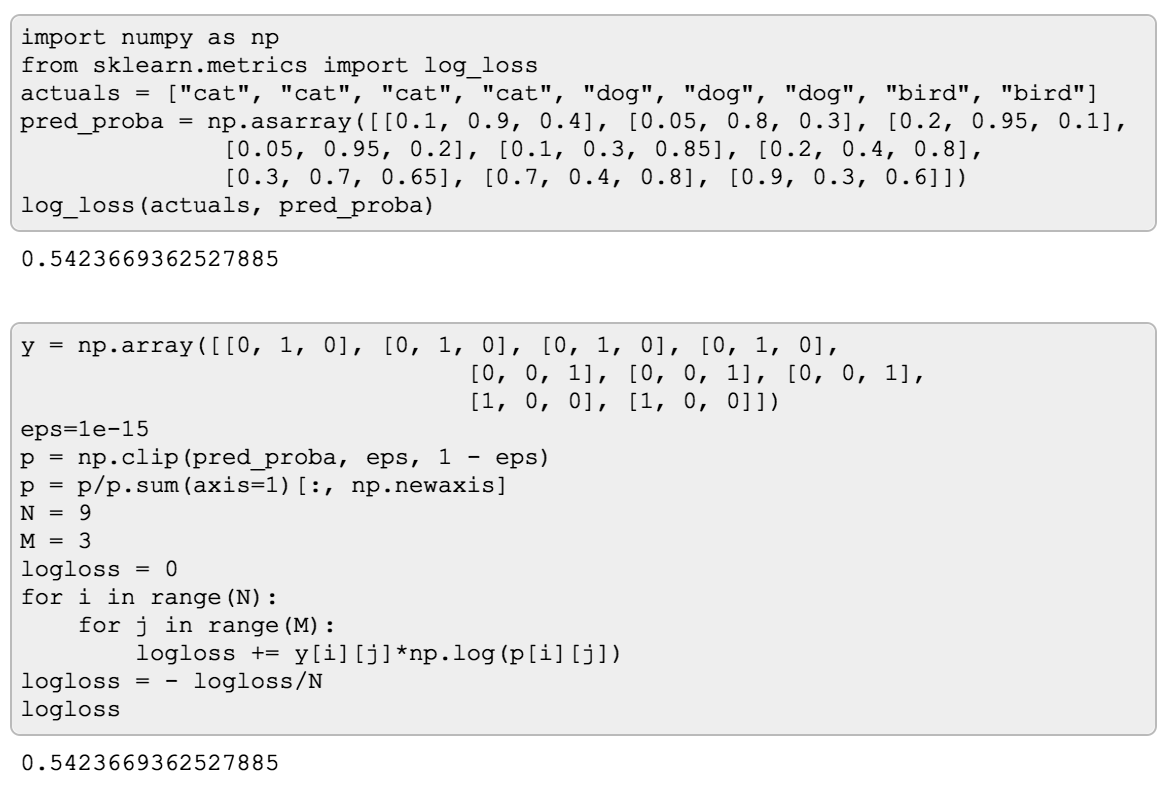 import numpy as np
from sklearn.metrics import log_loss
actuals = ["cat", "cat", "cat", "cat", "dog", "dog", "dog", "bird", "bird"]
pred_proba = np.asarray([[0.1, 0.9, 0.4], [0.05, 0.8, 0.3], [0.2, 0.95, 0.1],
              [0.05, 0.95, 0.2], [0.1, 0.3, 0.85], [0.2, 0.4, 0.8],
              [0.3, 0.7, 0.65], [0.7, 0.4, 0.8], [0.9, 0.3, 0.6]])
log_loss(actuals, pred_proba)
0.5423669362527885
y = np.array([[0, 1, 0], [0, 1, 0], [0, 1, 0], [0, 1, 0],
                                [0, 0, 1], [0, 0, 1], [0, 0, 1],
                                [1, 0, 0], [1, 0, 0]])
eps=1e-15
p = np.clip(pred_proba, eps, 1 - eps)
p = p/p.sum(axis=1)[:, np.newaxis]
N = 9
M = 3
logloss = 0
for i in range(N):
    for j in range(M):
        logloss += y[i][j]*np.log(p[i][j])
logloss = - logloss/N
logloss
0.5423669362527885